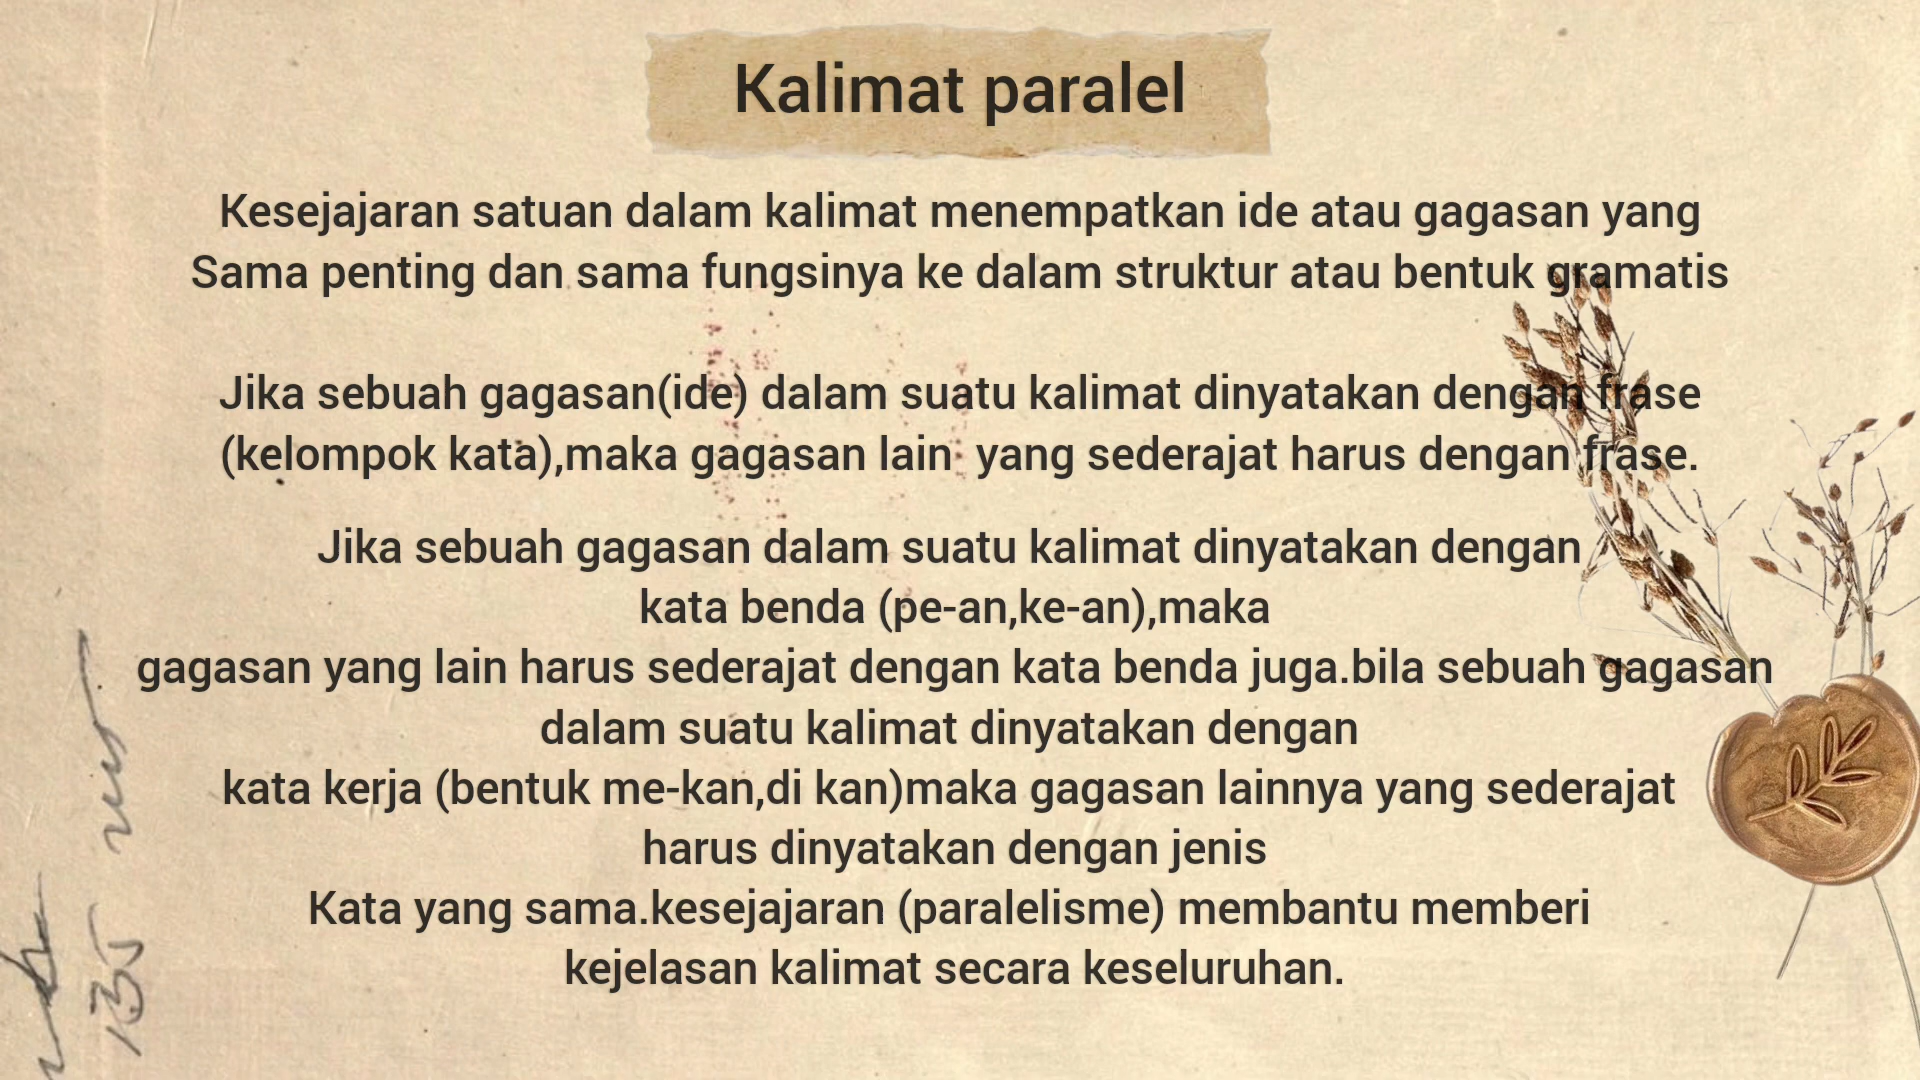 Kalimat paralel
Kesejajaran satuan dalam kalimat menempatkan ide atau gagasan yang
Sama penting dan sama fungsinya ke dalam struktur atau bentuk gramatis
Jika sebuah gagasan(ide) dalam suatu kalimat dinyatakan dengan frase
(kelompok kata),maka gagasan lain  yang sederajat harus dengan frase.
Jika sebuah gagasan dalam suatu kalimat dinyatakan dengan
kata benda (pe-an,ke-an),maka
gagasan yang lain harus sederajat dengan kata benda juga.bila sebuah gagasan
dalam suatu kalimat dinyatakan dengan
kata kerja (bentuk me-kan,di kan)maka gagasan lainnya yang sederajat
harus dinyatakan dengan jenis
Kata yang sama.kesejajaran (paralelisme) membantu memberi
kejelasan kalimat secara keseluruhan.